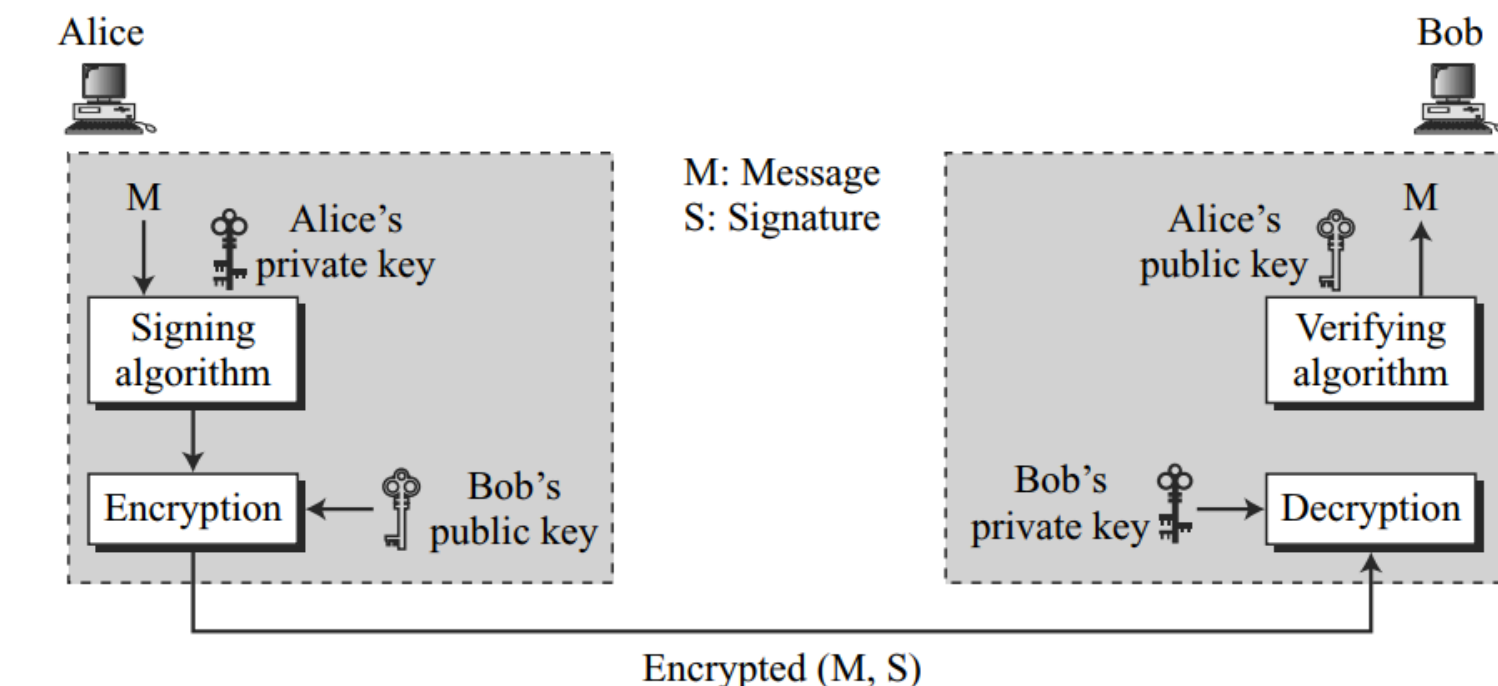 Alice
Bob
M
Alice’s
private key
Signing
algorithm
Encryption
Bob’s
public key
M: Message
S: Signature
Alice’s
public key
M
Verifying
algorithm
Bob’s
private key
Decryption
Encrypted (M, S)